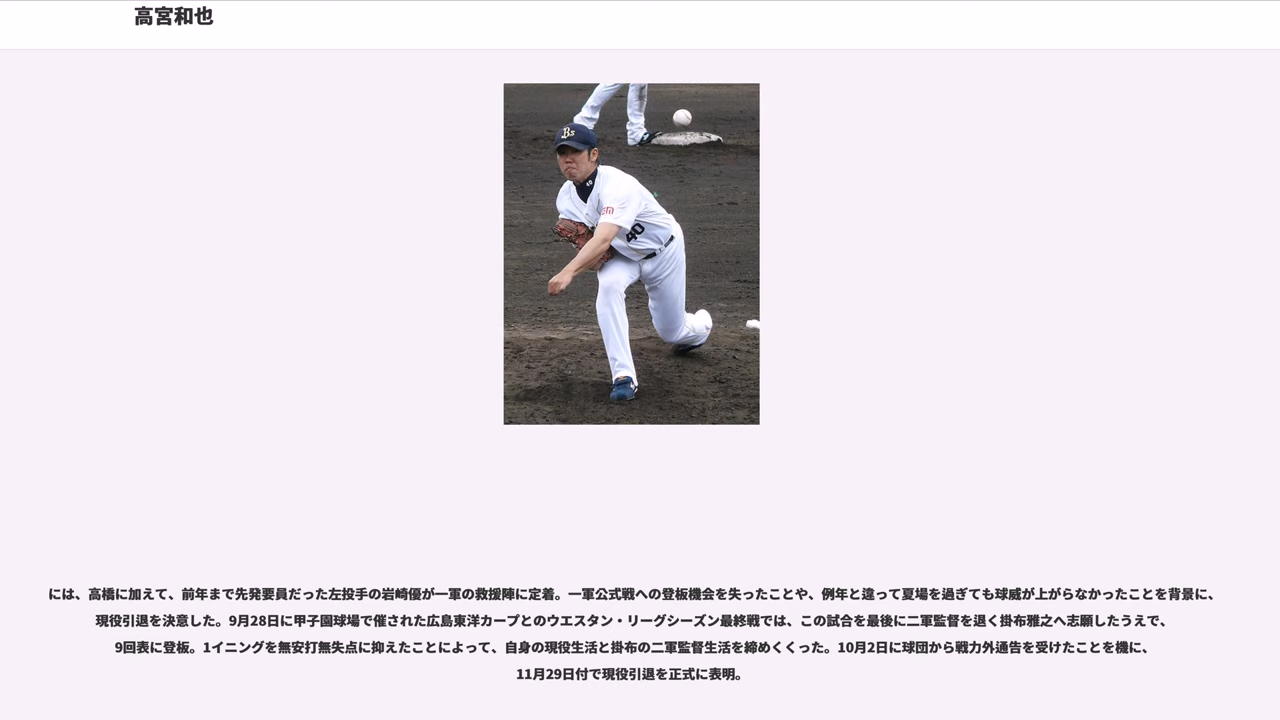 高宮和也
Bs
40
40
には、高橋に加えて、前年まで先発要員だった左投手の岩崎優が一軍の救援陣に定着。一軍公式戦への登板機会を失ったことや、例年と違って夏場を過ぎても球威が上がらなかったことを背景に、
現役引退を決意した。9月28日に甲子園球場で催された広島東洋カープとのウエスタン・リーグシーズン最終戦では、この試合を最後に二軍監督を退く掛布雅之へ志願したうえで、
9回表に登板。1イニングを無安打無失点に抑えたことによって、自身の現役生活と掛布の二軍監督生活を締めくくった。10月2日に球団から戦力外通告を受けたことを機に、
11月29日付で現役引退を正式に表明。